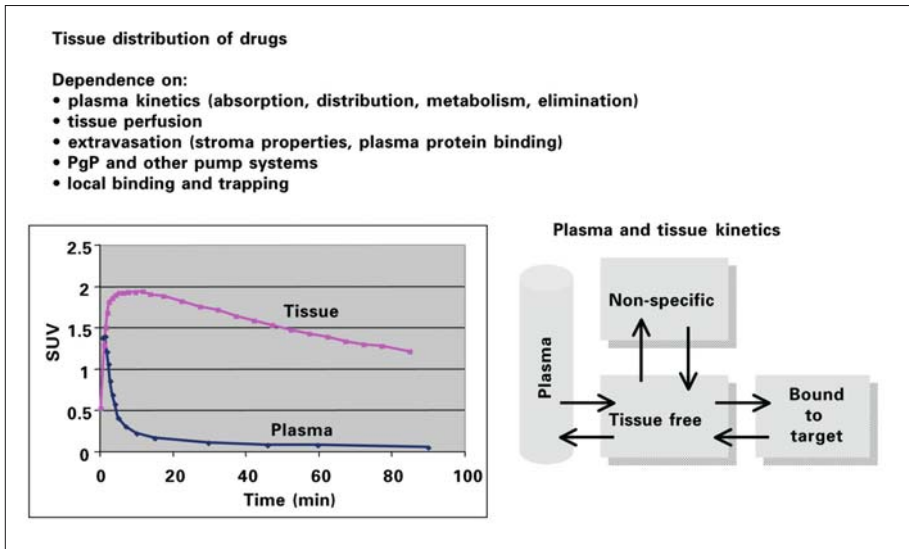 Tissue distribution of drugs
Dependence on:
• plasma kinetics (absorption, distribution, metabolism, elimination)
• tissue perfusion
• extravasation (stroma properties, plasma protein binding)
• PgP and other pump systems
• local binding and trapping
2.5
2
1.5
1
0.5
0
SUV
Tissue
Plasma
0 20 40 60 80 100
Time (min)
Plasma and tissue kinetics
Plasma
Non-specific
Tissue free
Bound
to
target